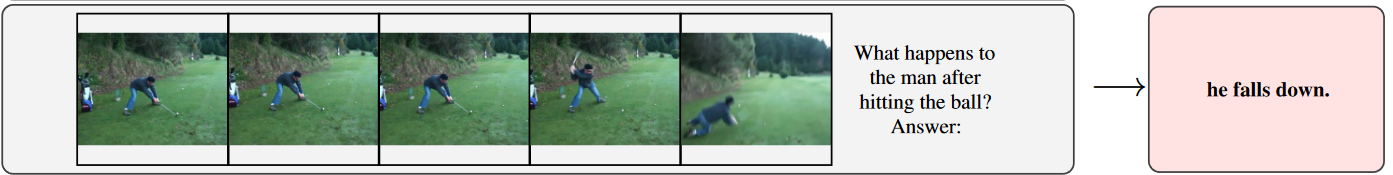 What happens to
the man after
hitting the ball?
Answer:
he falls down.